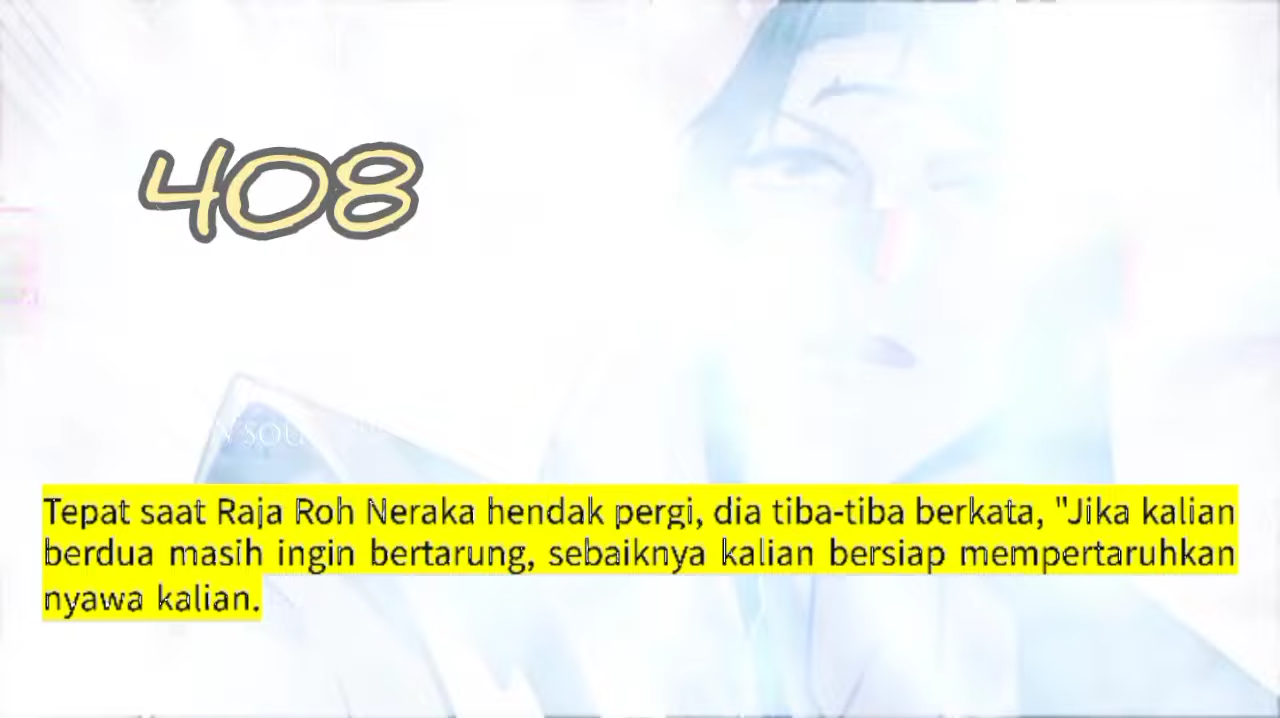 408
Tepat saat Raja Roh Neraka hendak pergi, dia tiba-tiba berkata, "Jika kalian
berdua masih ingin bertarung, sebaiknya kalian bersiap mempertaruhkan
nyawa kalian.